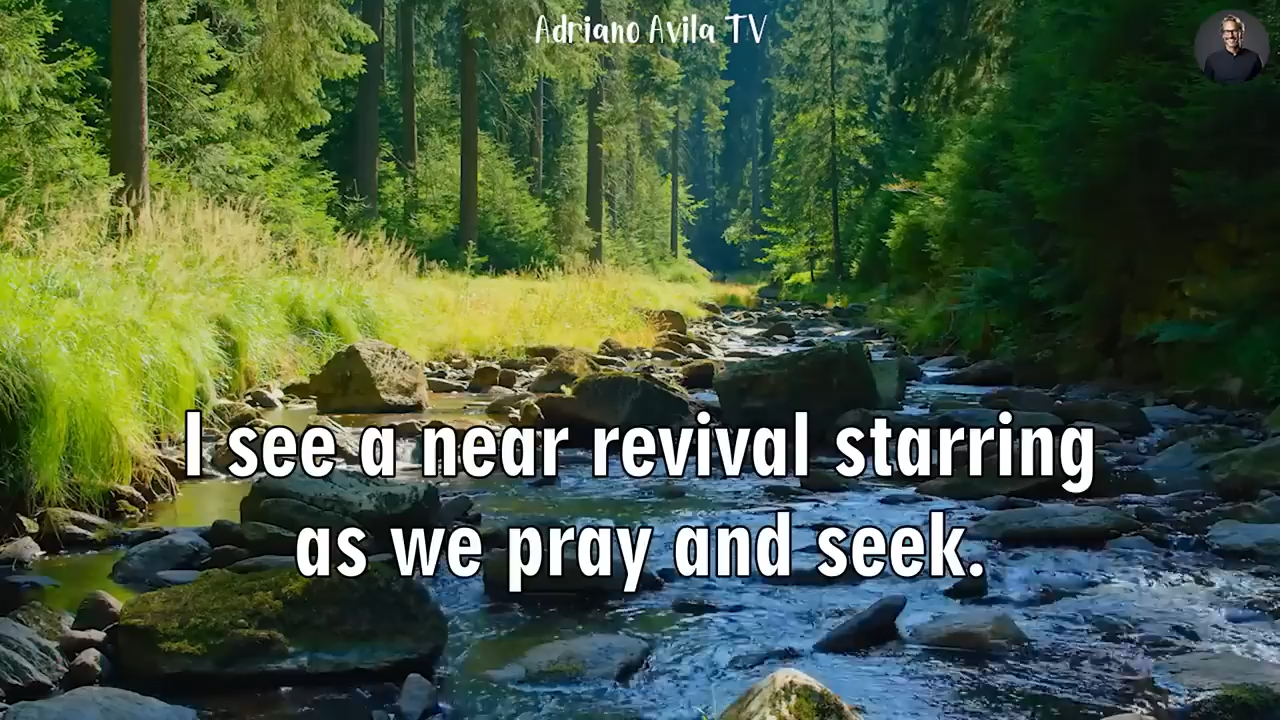 Adriano Avila TV
I see a near revival starring
as we pray and seek.